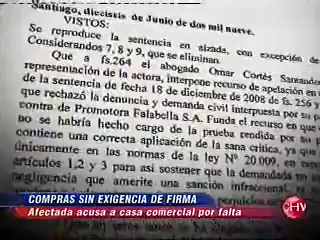 Santiago, dieciseis de Junio de dos mil nueve.
VISTOS:
Se reproduce la sentencia en alzada, con excepción de
Considerandos 7, 8 y 9, que se eliminan.
Que a fs.264 el abogado Omar Cortés Santander
representación de la actora, interpone recurso de apelación en
de la sentencia de fecha 18 de diciembre de 2008 de fs. 256 y
que rechazó la denuncia y demanda civil interpuesta por su p
contra de Promotora Falabella S.A. Funda el recurso en que
no se habría hecho cargo de la prueba rendida por su p
contiene una correcta aplicación de la sana crítica, ya que
únicamente en las normas de la ley Nº 20.009, en
artículos 1,2 y 3 para así sostener que la demandada no
negligencia que amerite una sanción infraccional,
COMPRAS SIN EXIGENCIA DE FIRMA
Afectada acusa a casa comercial por falta
CHV